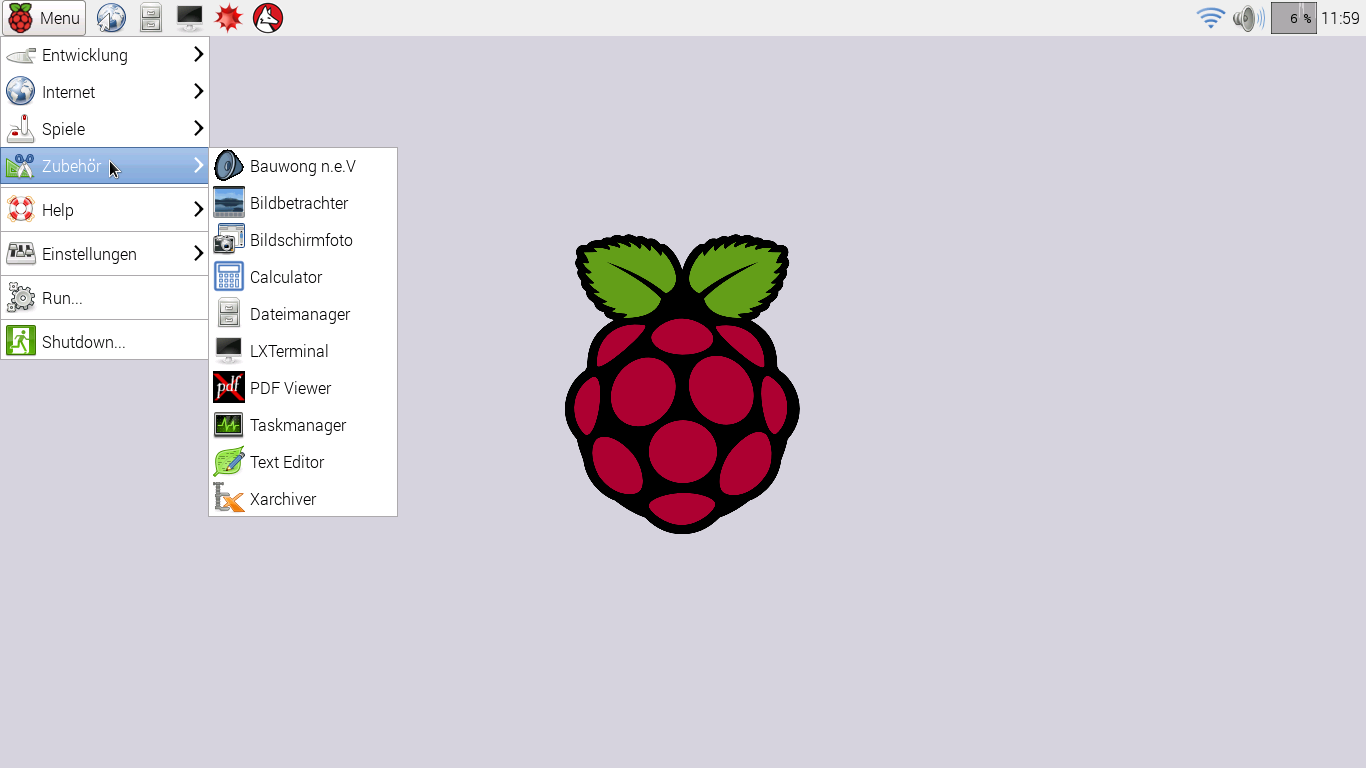 Menu
6 %
11:59
Entwicklung
Internet
Spiele
Zubehör
Help
Einstellungen
Run...
Shutdown...
Bauwong n.e.V
Bildbetrachter
Bildschirmfoto
Calculator
Dateimanager
LXTerminal
pdf
PDF Viewer
Taskmanager
Text Editor
Xarchiver